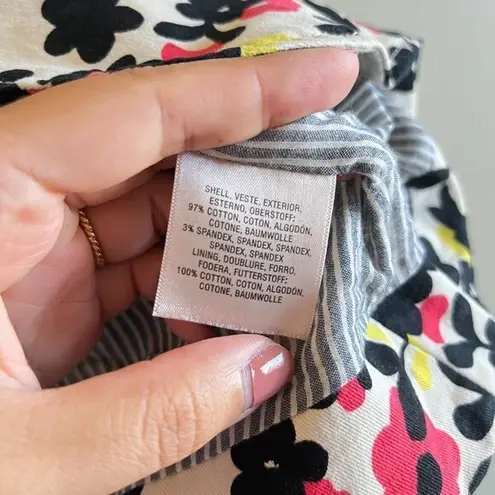 SHELL, VESTE, EXTERIOR,
ESTERNO, OBERSTOFF;
97% COTTON, COTON, ALGODÓN,
COTONE, BAUMWOLLE
3% SPANDEX, SPANDEX, SPANDEX,
SPANDEX, SPANDEX
LINING, DOUBLURE, FORRO,
FODERA, FUTTERSTOFF;
100% COTTON, COTON, ALGODÓN,
COTONE, BAUMWOLLE